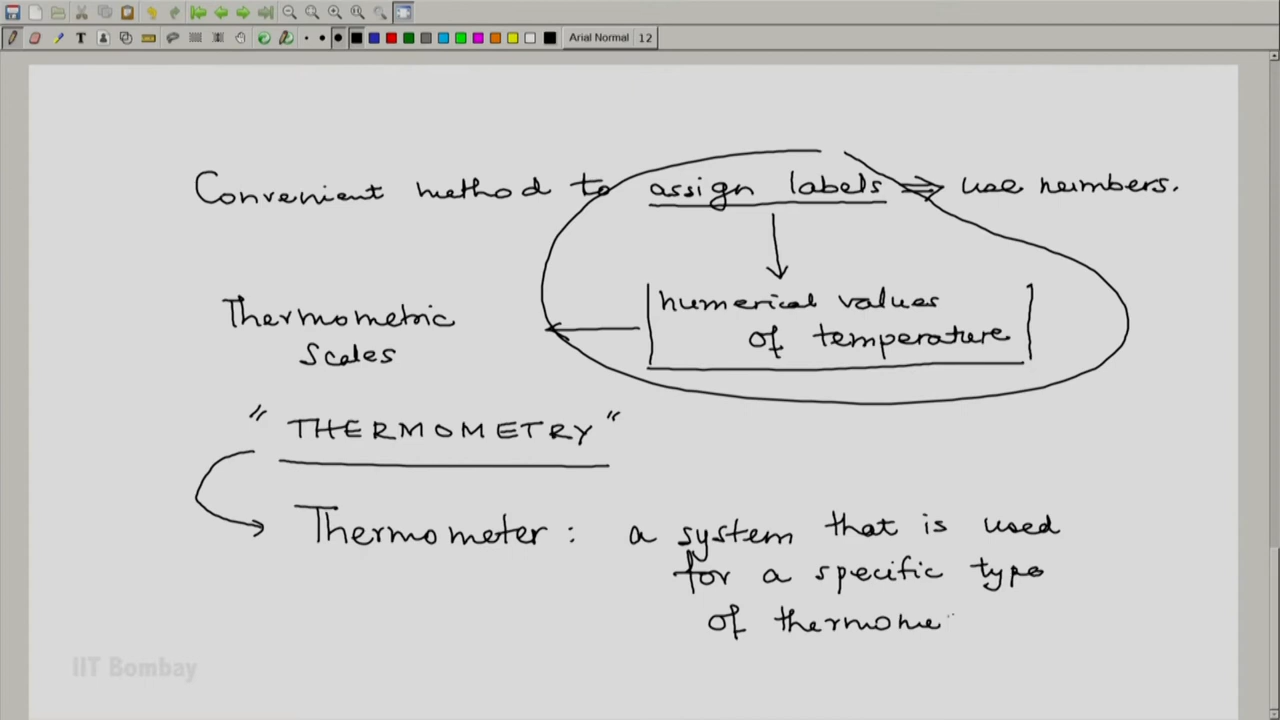 Arial Normal 12
Convenient method to assign labels ⇒ use numbers.
numerical values
of temperature
Thermometric
Scales
"THERMOMETRY"
Thermometer : a system that is used
for a specific type
of thermome
IIT Bombay